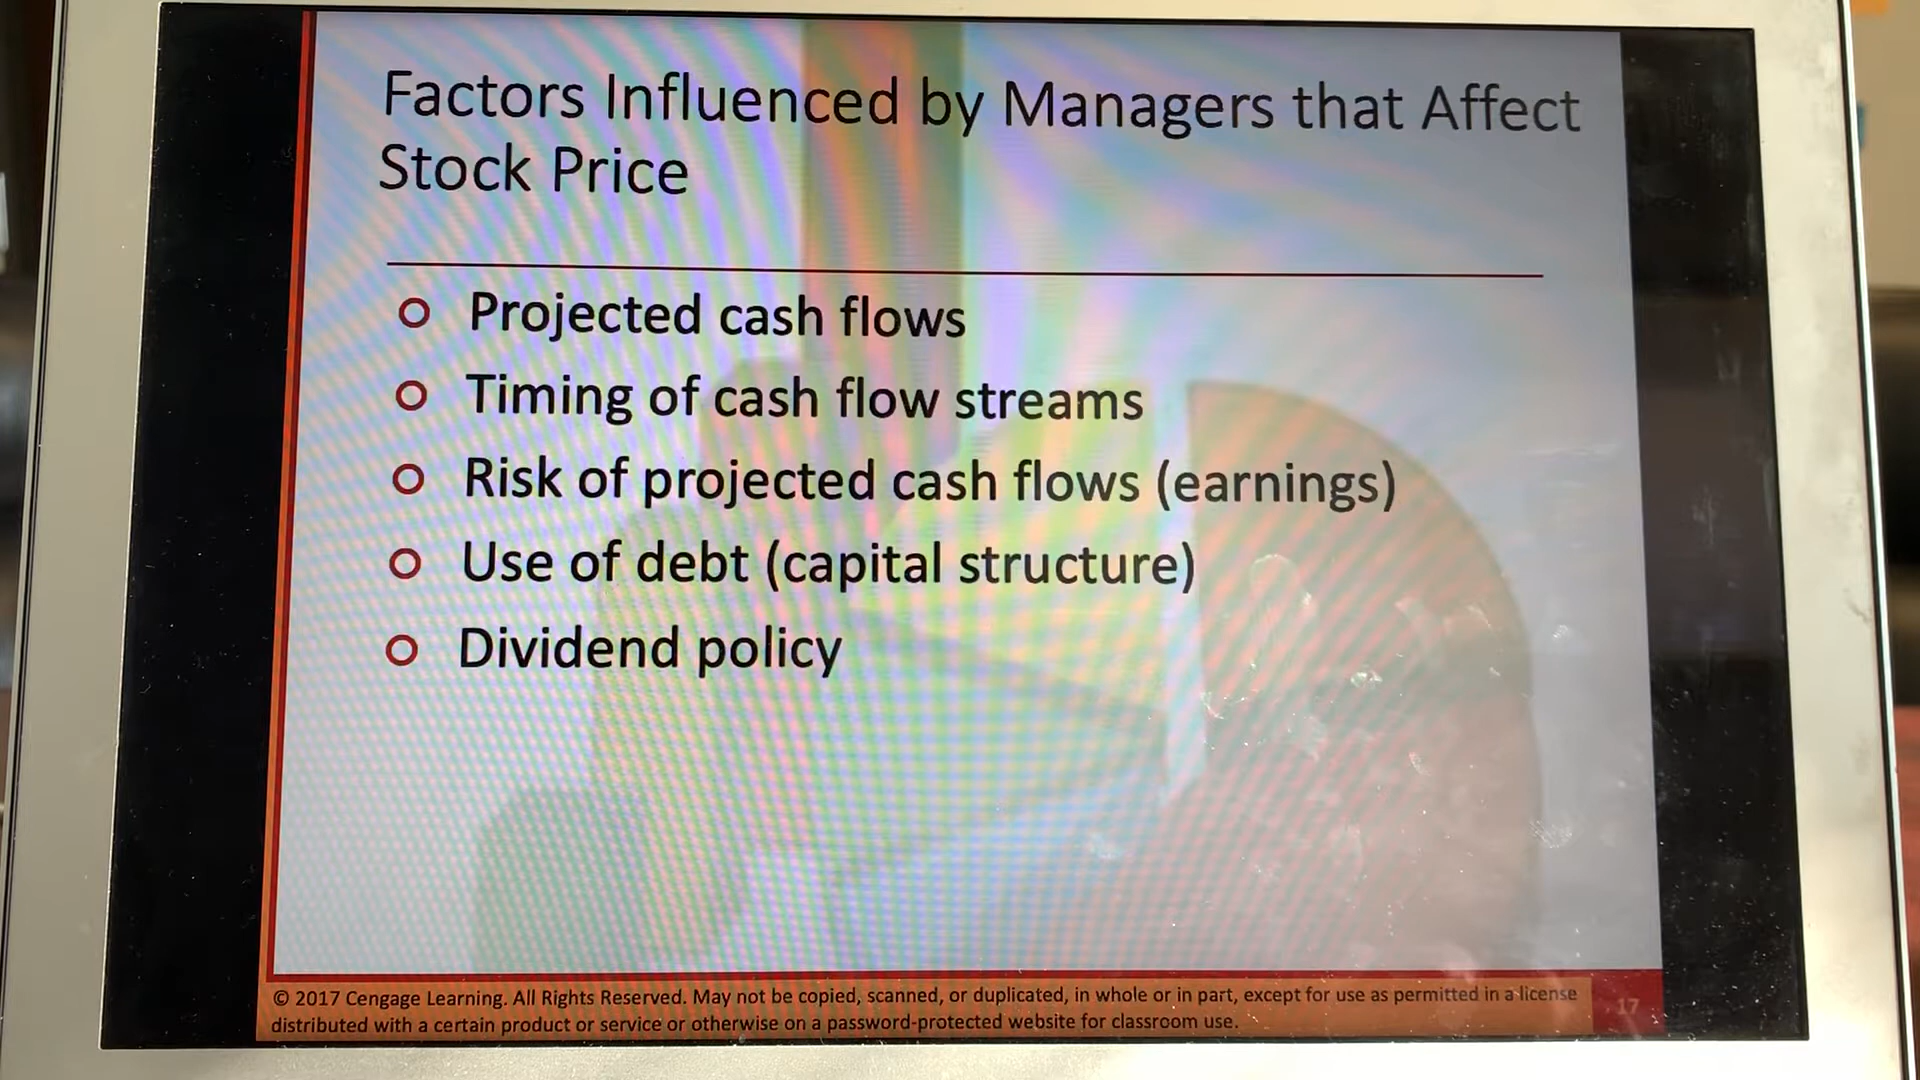 Factors Influenced by Managers that Affect
Stock Price
Projected cash flows
Timing of cash flow streams
Risk of projected cash flows (earnings)
Use of debt (capital structure)
Dividend policy
© 2017 Cengage Learning. All Rights Reserved. May not be copied, scanned, or duplicated, in whole or in part, except for use as permitted in a license
distributed with a certain product or service or otherwise on a password-protected website for classroom use.
17